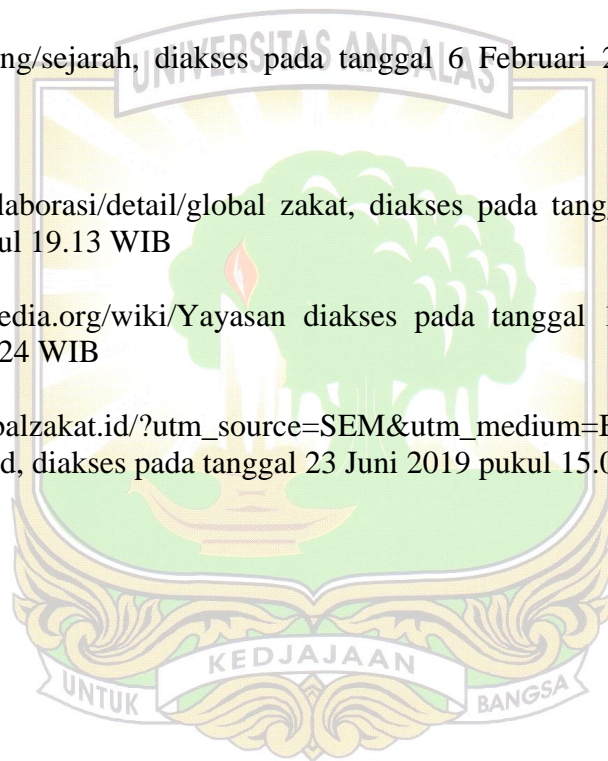 ng/sejarah, diakses pada tanggal 6 Februari 2
UNIVERSITAS ANDALAS
laborasi/detail/global zakat, diakses pada tangg
ul 19.13 WIB
edia.org/wiki/Yayasan diakses pada tanggal
24 WIB
balzakat.id/?utm_source=SEM&utm_medium=
d, diakses pada tanggal 23 Juni 2019 pukul 15.0
KEDJAJAAN
UNTUK
BANGSA